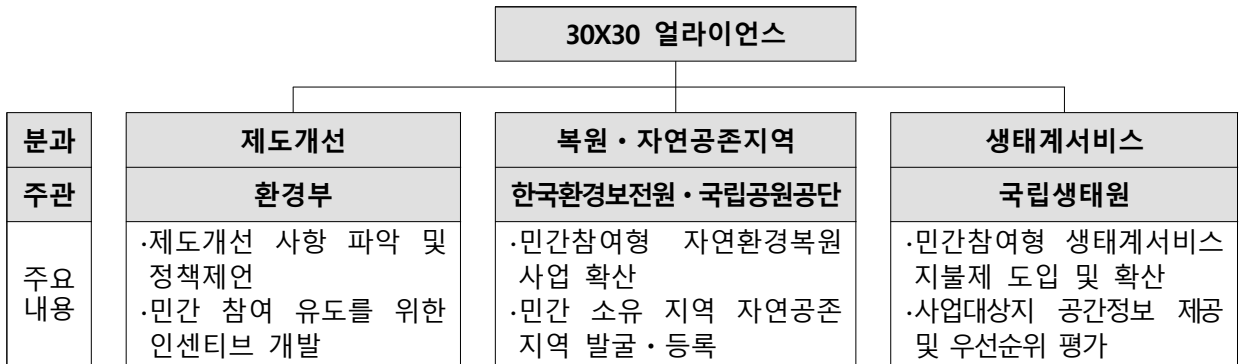 30X30 얼라이언스
분과 제도개선 복원・자연공존지역 생태계서비스
주관 환경부 한국환경보전원・국립공원공단 국립생태원
주요
내용
·제도개선 사항 파악 및
정책제언
·민간 참여 유도를 위한
인센티브 개발
·민간참여형 자연환경복원
사업 확산
·민간 소유 지역 자연공존
지역 발굴・등록
·민간참여형 생태계서비스
지불제 도입 및 확산
·사업대상지 공간정보 제공
및 우선순위 평가